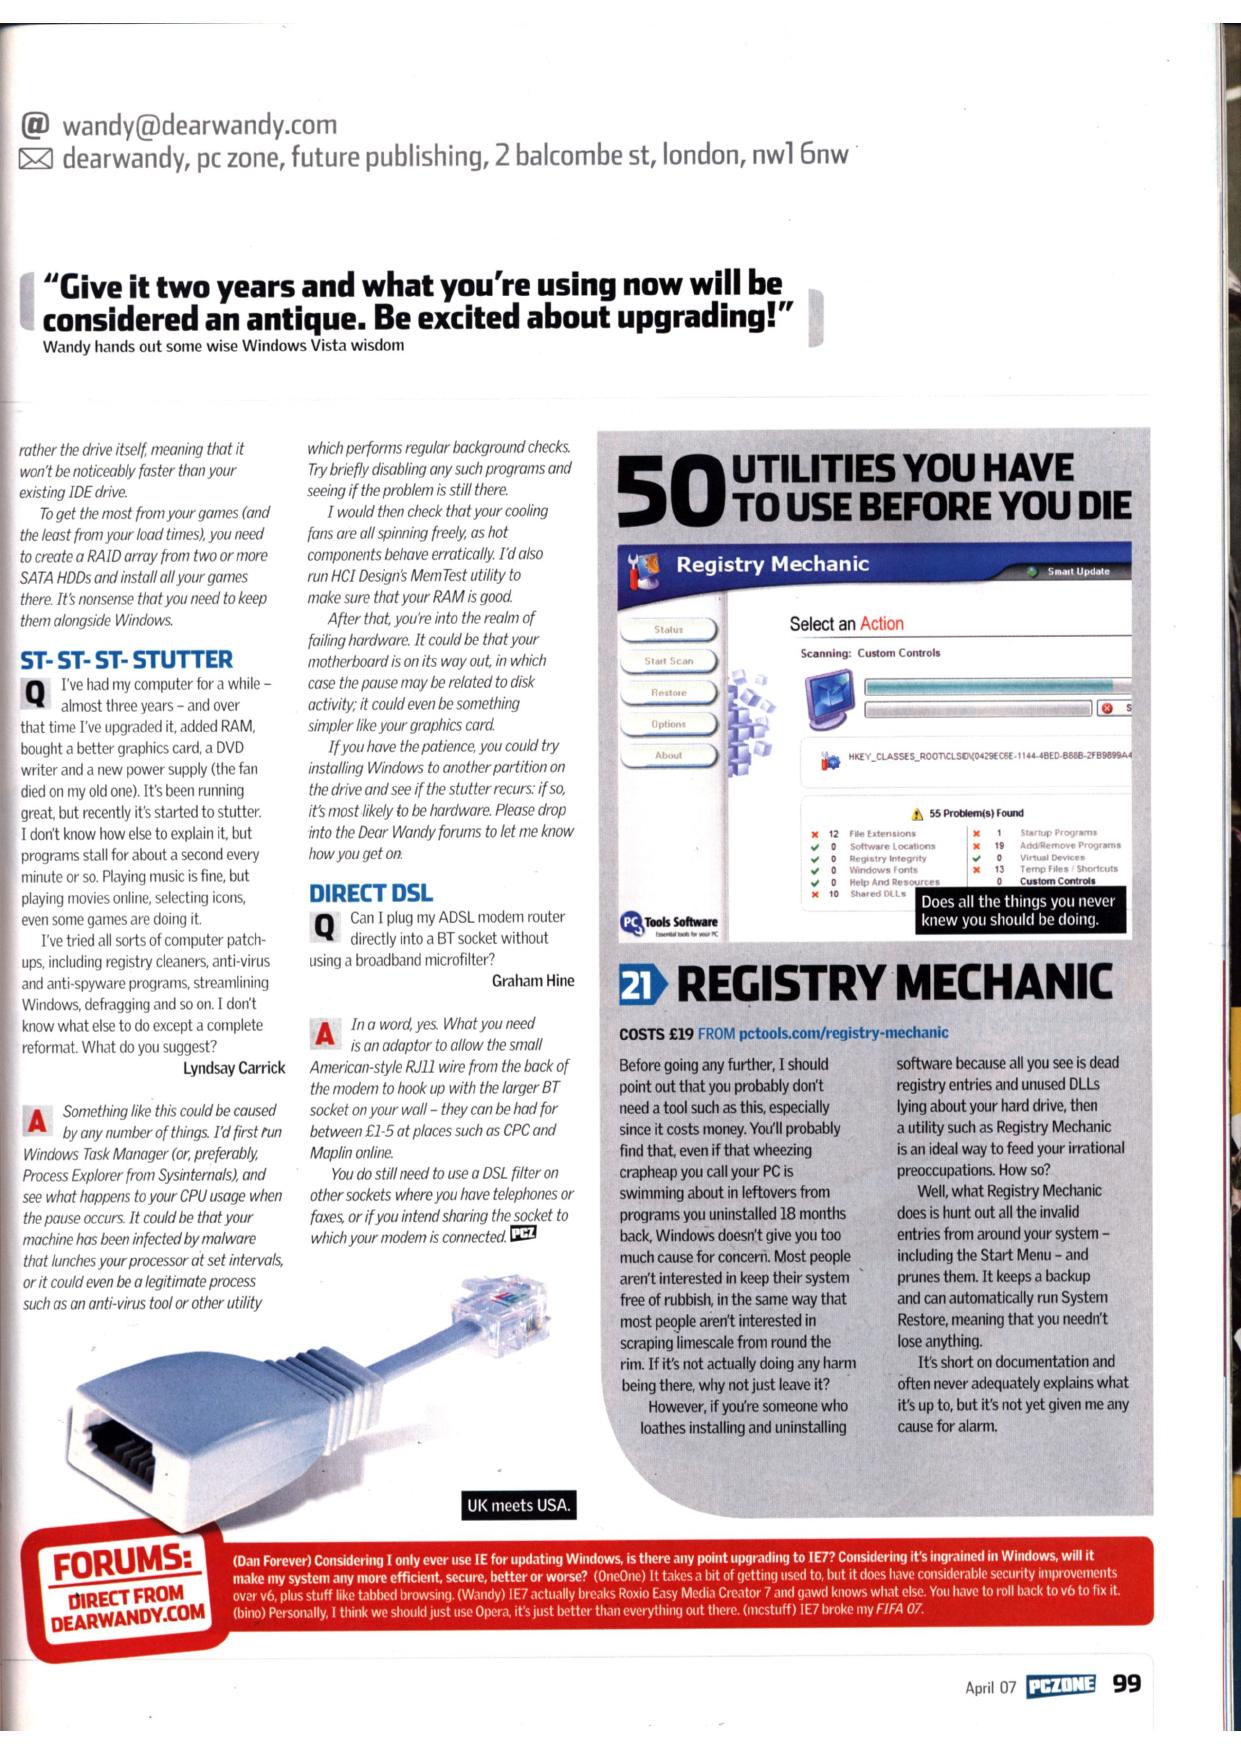 @ wandy@dearwandy.com
dearwandy, pc zone, future publishing, 2 balcombe st, london, nw1 6nw
“Give it two years and what you’re using now will be
considered an antique. Be excited about upgrading!”
Wandy hands out some wise Windows Vista wisdom
rather the drive itself, meaning that it
won’t be noticeably faster than your
existing IDE drive.
To get the most from your games (and
the least from your load times), you need
to create a RAID array from two or more
SATA HDDs and install all your games
there. It’s nonsense that you need to keep
them alongside Windows.
ST- ST- ST- STUTTER
Q I’ve had my computer for a while –
almost three years – and over
that time I’ve upgraded it, added RAM,
bought a better graphics card, a DVD
writer and a new power supply (the fan
died on my old one). It’s been running
great, but recently it’s started to stutter.
I don’t know how else to explain it, but
programs stall for about a second every
minute or so. Playing music is fine, but
playing movies online, selecting icons,
even some games are doing it.
I’ve tried all sorts of computer patch-
ups, including registry cleaners, anti-virus
and anti-spyware programs, streamlining
Windows, defragging and so on. I don’t
know what else to do except a complete
reformat. What do you suggest?
Lyndsay Carrick
A Something like this could be caused
by any number of things. I’d first run
Windows Task Manager (or, preferably,
Process Explorer from Sysinternals), and
see what happens to your CPU usage when
the pause occurs. It could be that your
machine has been infected by malware
that lunches your processor at set intervals,
or it could even be a legitimate process
such as an anti-virus tool or other utility
which performs regular background checks.
Try briefly disabling any such programs and
seeing if the problem is still there.
I would then check that your cooling
fans are all spinning freely, as hot
components behave erratically. I’d also
run HCI Design’s MemTest utility to
make sure that your RAM is good.
After that, you’re into the realm of
failing hardware. It could be that your
motherboard is on its way out, in which
case the pause may be related to disk
activity; it could even be something
simpler like your graphics card.
If you have the patience, you could try
installing Windows to another partition on
the drive and see if the stutter recurs: if so,
it’s most likely to be hardware. Please drop
into the Dear Wandy forums to let me know
how you get on.
DIRECT DSL
Q Can I plug my ADSL modem router
directly into a BT socket without
using a broadband microfilter?
Graham Hine
A In a word, yes. What you need
is an adaptor to allow the small
American-style RJ11 wire from the back of
the modem to hook up with the larger BT
socket on your wall – they can be had for
between £1-5 at places such as CPC and
Maplin online.
You do still need to use a DSL filter on
other sockets where you have telephones or
faxes, or if you intend sharing the socket to
which your modem is connected. PCZ
UK meets USA.
50 UTILITIES YOU HAVE
TO USE BEFORE YOU DIE
Registry Mechanic
Smart Update
Status
Start Scan
Restore
Options
About
Select an Action
Scanning: Custom Controls
S
HKEY_CLASSES_ROOT\CLSID\{0429EC6E-1144-4BED-B88B-2FB9899A4
55 Problem(s) Found
12 File Extensions
0 Software Locations
0 Registry Integrity
0 Windows Fonts
0 Help And Resources
10 Shared DLLs
1 Startup Programs
19 Add/Remove Programs
0 Virtual Devices
13 Temp Files / Shortcuts
0 Custom Controls
PC Tools Software
Essential tools for your PC
Does all the things you never
knew you should be doing.
21 REGISTRY MECHANIC
COSTS £19 FROM pctools.com/registry-mechanic
Before going any further, I should
point out that you probably don’t
need a tool such as this, especially
since it costs money. You’ll probably
find that, even if that wheezing
crapheap you call your PC is
swimming about in leftovers from
programs you uninstalled 18 months
back, Windows doesn’t give you too
much cause for concern. Most people
aren’t interested in keep their system
free of rubbish, in the same way that
most people aren’t interested in
scraping limescale from round the
rim. If it’s not actually doing any harm
being there, why not just leave it?
However, if you’re someone who
loathes installing and uninstalling
software because all you see is dead
registry entries and unused DLLs
lying about your hard drive, then
a utility such as Registry Mechanic
is an ideal way to feed your irrational
preoccupations. How so?
Well, what Registry Mechanic
does is hunt out all the invalid
entries from around your system –
including the Start Menu – and
prunes them. It keeps a backup
and can automatically run System
Restore, meaning that you needn’t
lose anything.
It’s short on documentation and
often never adequately explains what
it’s up to, but it’s not yet given me any
cause for alarm.
FORUMS:
DIRECT FROM
DEARWANDY.COM
(Dan Forever) Considering I only ever use IE for updating Windows, is there any point upgrading to IE7? Considering it’s ingrained in Windows, will it
make my system any more efficient, secure, better or worse? (OneOne) It takes a bit of getting used to, but it does have considerable security improvements
over v6, plus stuff like tabbed browsing. (Wandy) IE7 actually breaks Roxio Easy Media Creator 7 and gawd knows what else. You have to roll back to v6 to fix it.
(bino) Personally, I think we should just use Opera, it’s just better than everything out there. (mcstuff) IE7 broke my FIFA 07.
April 07 PCZONE 99